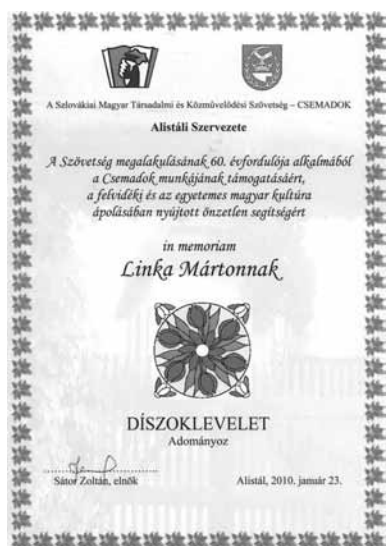 A Szlovákiai Magyar Társadalmi és Közművelődési Szövetség – CSEMADOK
Alistáli Szervezete
A Szövetség megalakulásának 60. évfordulója alkalmából
a Csemadok munkájának támogatásáért,
a felvidéki és az egyetemes magyar kultúra
ápolásában nyújtott önzetlen segítségért
in memoriam
Linka Mártonnak
DÍSZOKLEVELET
Adományoz
Sátor Zoltán, elnök Alistál, 2010. január 23.